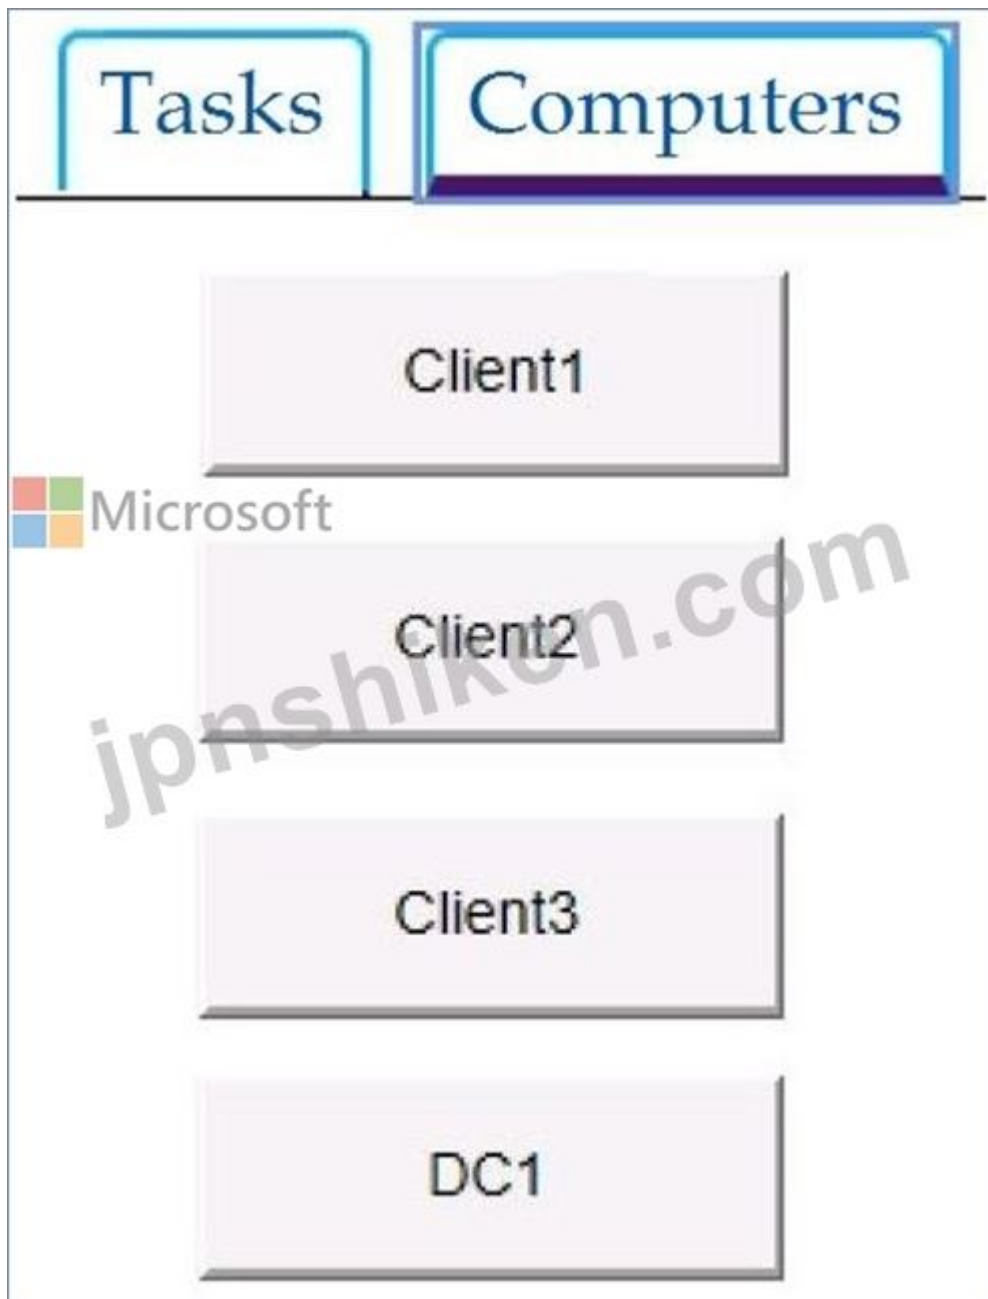 Tasks Computers
Client1
Microsoft
Client2
jpnshiken.com
Client3
DC1